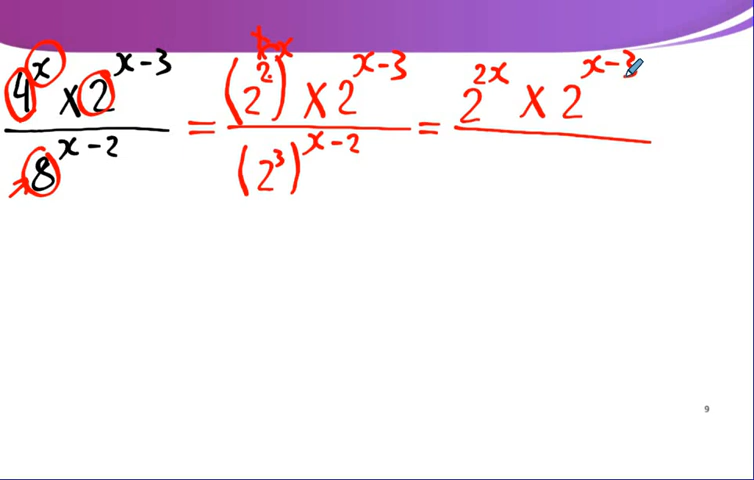 4^x × 2^(x-3) / 8^(x-2) = (2^2)^x × 2^(x-3) / (2^3)^(x-2) = 2^(2x) × 2^(x-3)
9